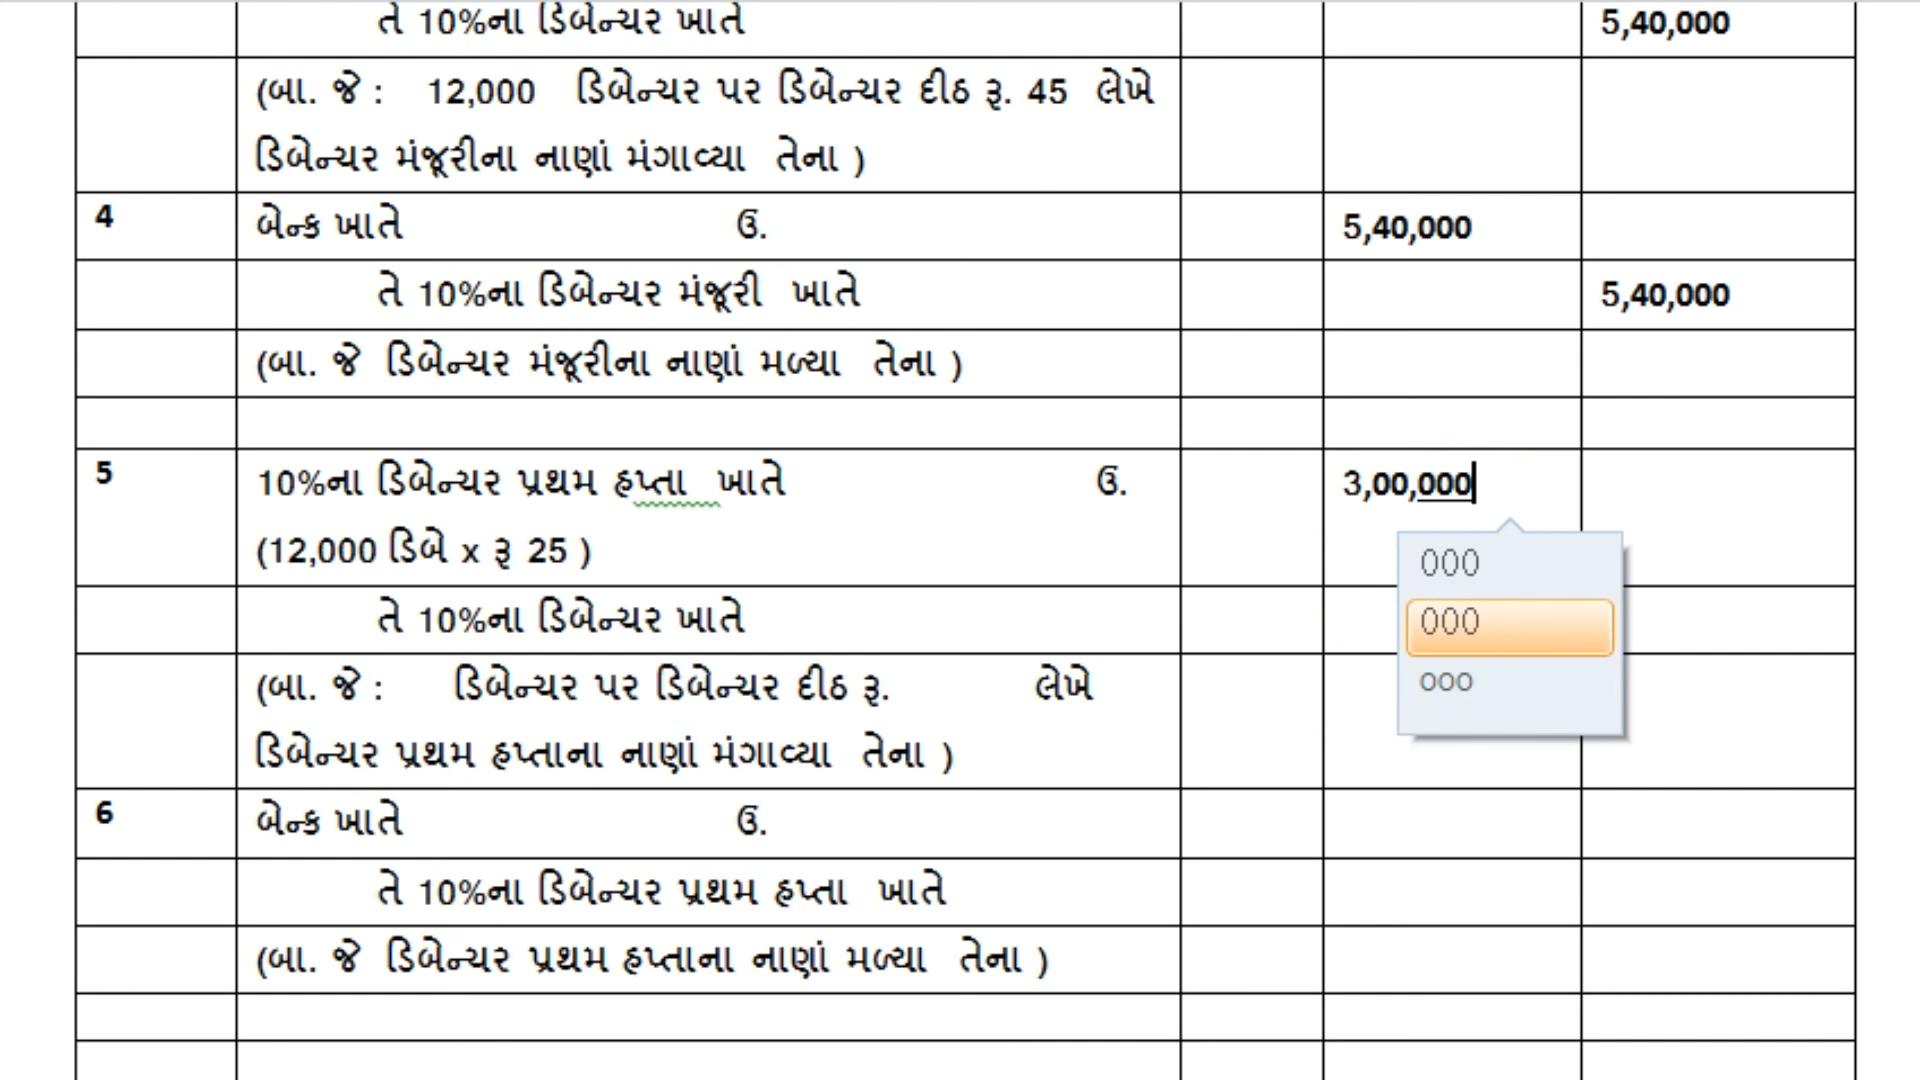 તે 10%ના ડિબેન્ચર ખાતે 5,40,000
(બા. જે : 12,000 ડિબેન્ચર પર ડિબેન્ચર દીઠ રૂ. 45 લેખે
ડિબેન્ચર મંજૂરીના નાણાં મંગાવ્યા તેના )
4 બેન્ક ખાતે ઉ. 5,40,000
તે 10%ના ડિબેન્ચર મંજૂરી ખાતે 5,40,000
(બા. જે ડિબેન્ચર મંજૂરીના નાણાં મળ્યા તેના )
5 10%ના ડિબેન્ચર પ્રથમ હપ્તા ખાતે ઉ. 3,00,000
(12,000 ડિબે x રૂ 25 )
000
000
ooo
તે 10%ના ડિબેન્ચર ખાતે
(બા. જે : ડિબેન્ચર પર ડિબેન્ચર દીઠ રૂ. લેખે
ડિબેન્ચર પ્રથમ હપ્તાના નાણાં મંગાવ્યા તેના )
6 બેન્ક ખાતે ઉ.
તે 10%ના ડિબેન્ચર પ્રથમ હપ્તા ખાતે
(બા. જે ડિબેન્ચર પ્રથમ હપ્તાના નાણાં મળ્યા તેના )